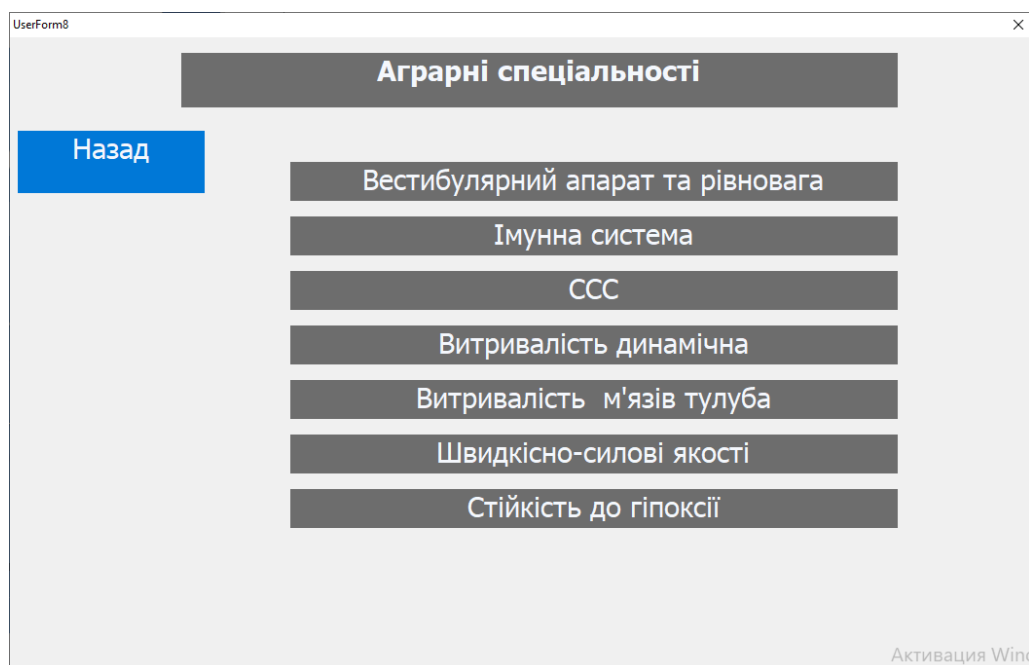 UserForm8
Аграрні спеціальності
Назад
Вестибулярний апарат та рівновага
Імунна система
ССС
Витривалість динамічна
Витривалість  м'язів тулуба
Швидкісно-силові якості
Стійкість до гіпоксії
Активация Wind